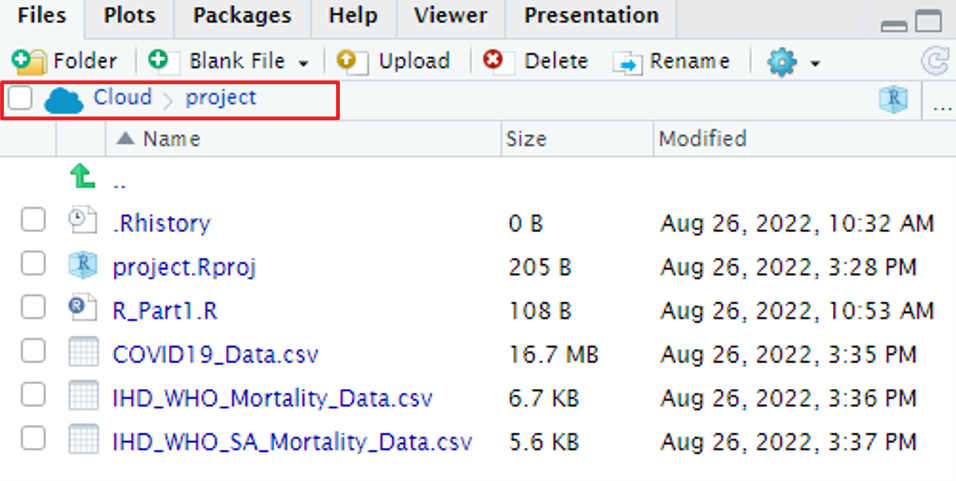 Files Plots Packages Help Viewer Presentation
Folder Blank File Upload Delete Rename
Cloud project R ...
Name Size Modified
..
.Rhistory 0 B Aug 26, 2022, 10:32 AM
project.Rproj 205 B Aug 26, 2022, 3:28 PM
R_Part1.R 108 B Aug 26, 2022, 10:53 AM
COVID19_Data.csv 16.7 MB Aug 26, 2022, 3:35 PM
IHD_WHO_Mortality_Data.csv 6.7 KB Aug 26, 2022, 3:36 PM
IHD_WHO_SA_Mortality_Data.csv 5.6 KB Aug 26, 2022, 3:37 PM